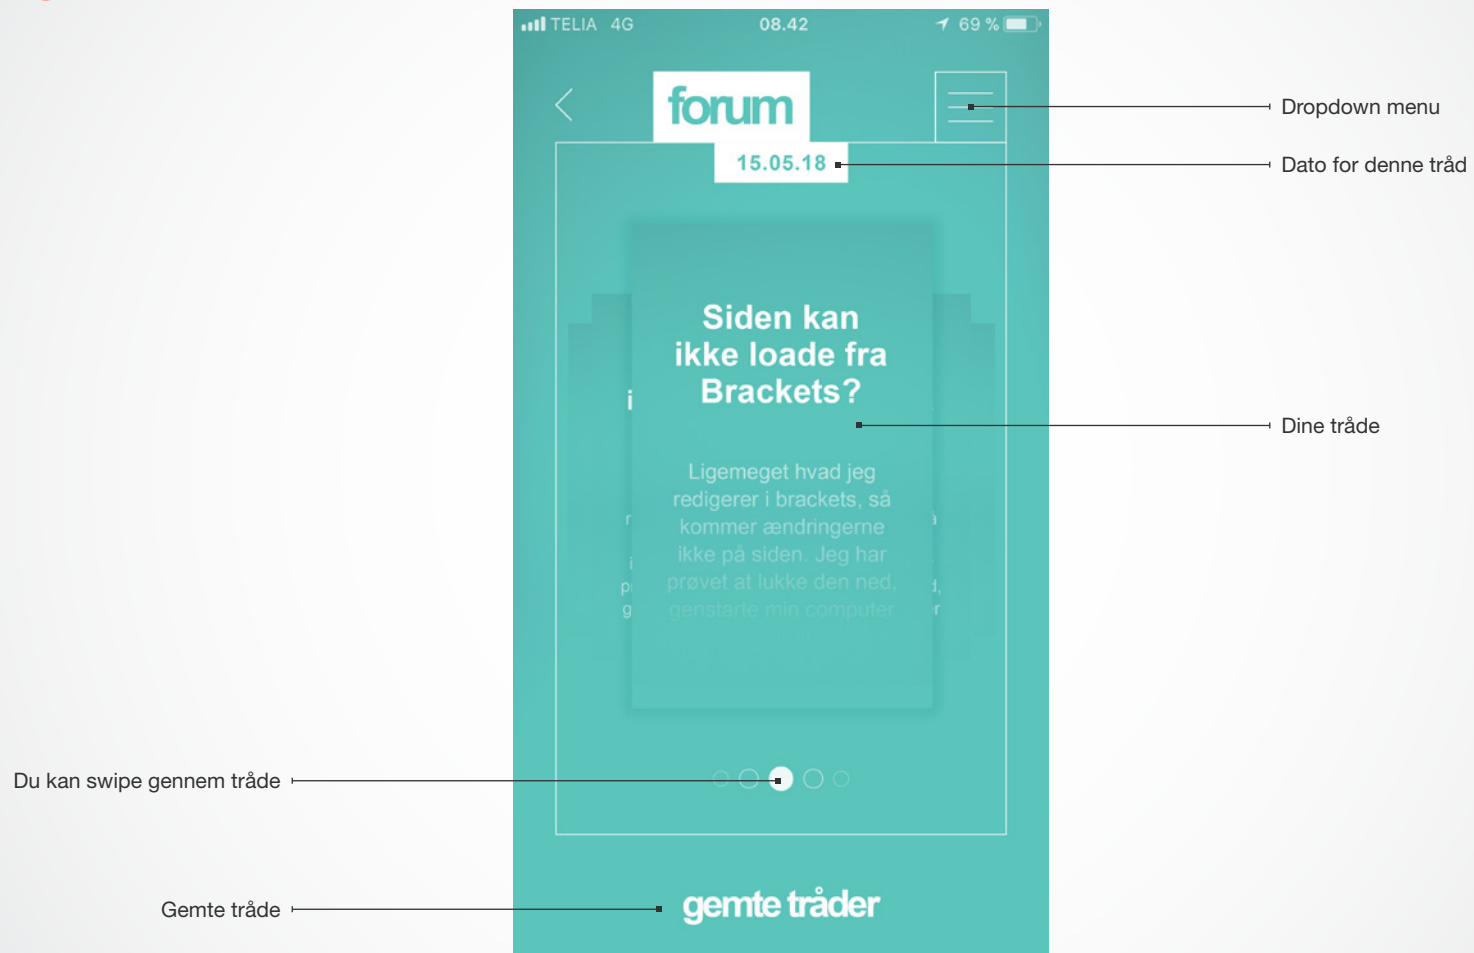 TELIA 4G 08.42 69 %
forum
Dropdown menu
15.05.18
Dato for denne tråd
Siden kan
ikke loade fra
Brackets?
Dine tråde
Ligemeget hvad jeg
redigerer i brackets, så
kommer ændringerne
ikke på siden. Jeg har
prøvet at lukke den ned,
genstarte min computer
Du kan swipe gennem tråde
Gemte tråde
gemte tråder